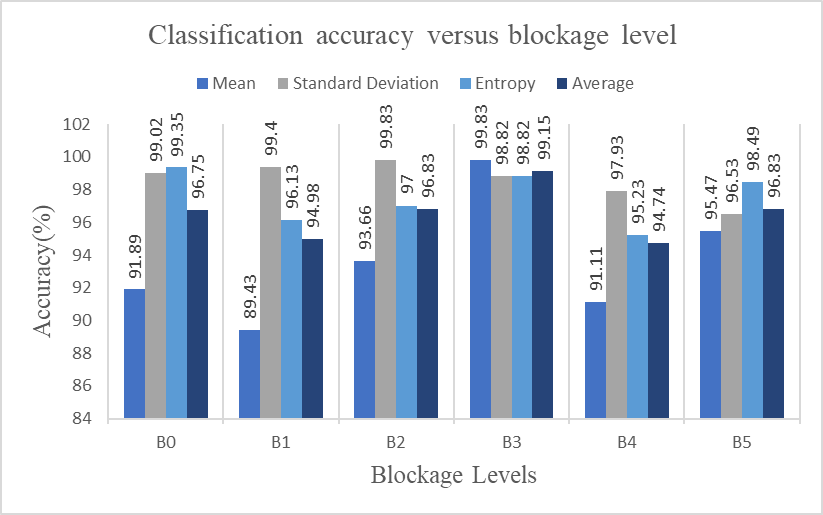 Classification accuracy versus blockage level
Mean Standard Deviation Entropy Average
102
100
98
96
94
92
90
88
86
84
Accuracy(%)
91.89 99.02 99.35 96.75
89.43 99.4 96.13 94.98
93.66 99.83 97 96.83
99.83 98.82 98.82 99.15
91.11 97.93 95.23 94.74
95.47 96.53 98.49 96.83
B0 B1 B2 B3 B4 B5
Blockage Levels